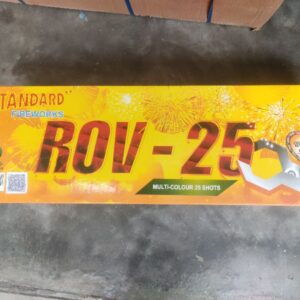 STANDARD"
FIREWORKS
ROV - 25
MULTI-COLOUR 25 SHOTS